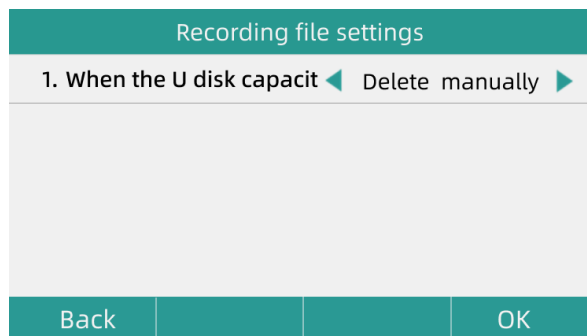 Recording file settings
1. When the U disk capacit Delete manually
Back OK